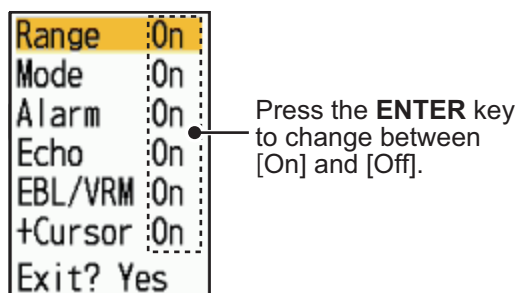 Range On
Mode On
Alarm On
Echo On
EBL/VRM On
+Cursor On
Exit? Yes
Press the ENTER key
to change between
[On] and [Off].